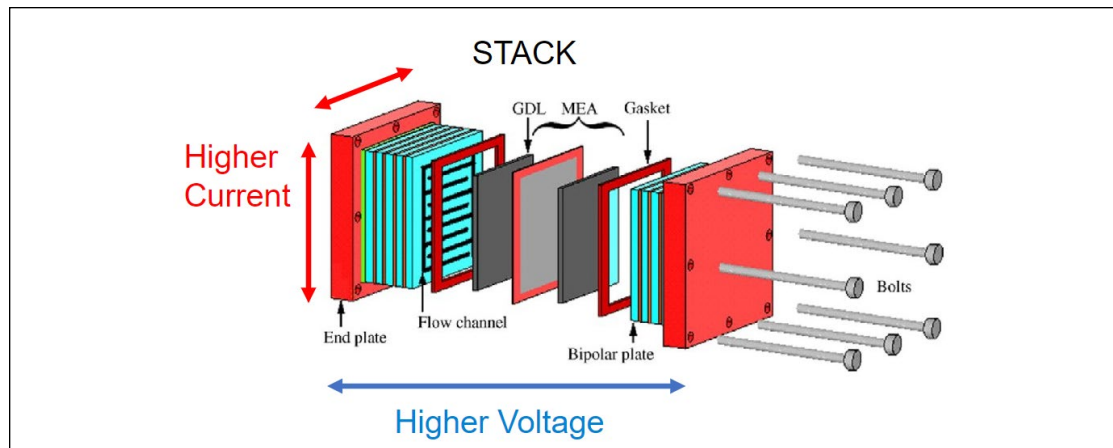 STACK
GDL
MEA
Gasket
Higher
Current
Flow channel
End plate
Bipolar plate
Bolts
Higher Voltage